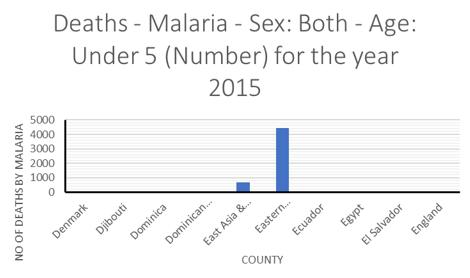 Deaths - Malaria - Sex: Both - Age:
Under 5 (Number) for the year
2015
NO OF DEATHS BY MALARIA
5000
4000
3000
2000
1000
0
Denmark
Djibouti
Dominica
Dominican...
East Asia &...
Eastern...
Ecuador
Egypt
El Salvador
England
COUNTY